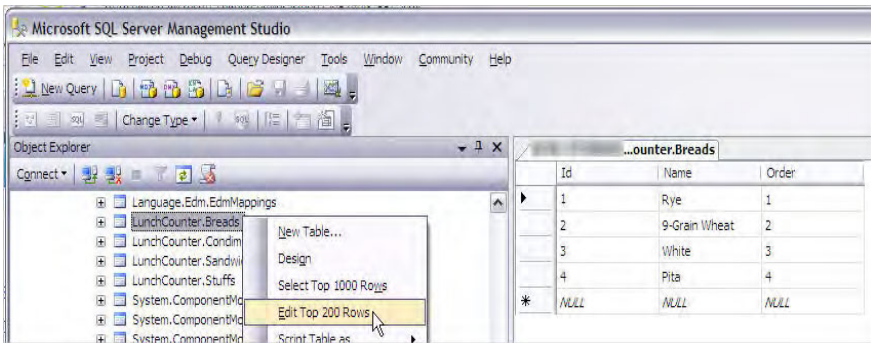 Microsoft SQL Server Management Studio
File Edit View Project Debug Query Designer Tools Window Community Help
New Query
Change Type
Object Explorer
Connect
Language.Edm.EdmMappings
LunchCounter.Breads
LunchCounter.Condim
LunchCounter.Sandwi
LunchCounter.Stuffs
System.ComponentMo
System.ComponentMo
System.ComponentMd
New Table...
Design
Select Top 1000 Rows
Edit Top 200 Rows
Script Table as
...ounter.Breads
Id Name Order
1 Rye 1
2 9-Grain Wheat 2
3 White 3
4 Pita 4
NULL NULL NULL